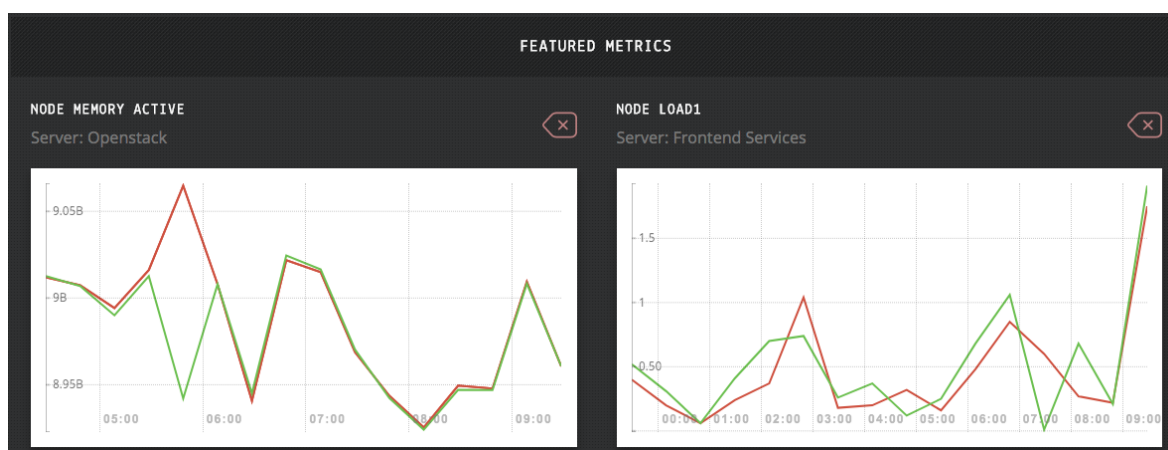 FEATURED METRICS
NODE MEMORY ACTIVE
Server: Openstack
9.05B
9B
8.95B
05:00 06:00 07:00 08:00 09:00
NODE LOAD1
Server: Frontend Services
1.5
1
0.50
00:00 01:00 02:00 03:00 04:00 05:00 06:00 07:00 08:00 09:00